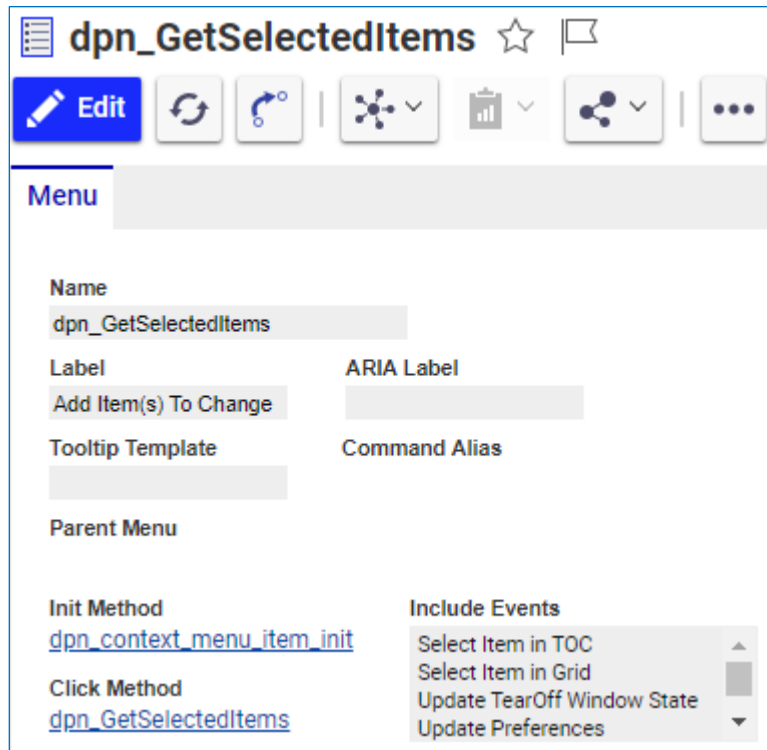 dpn_GetSelectedItems
Edit
Menu
Name
dpn_GetSelectedItems
Label ARIA Label
Add Item(s) To Change
Tooltip Template Command Alias
Parent Menu
Init Method Include Events
dpn_context_menu_item_init Select Item in TOC
Select Item in Grid
Click Method Update TearOff Window State
dpn_GetSelectedItems Update Preferences